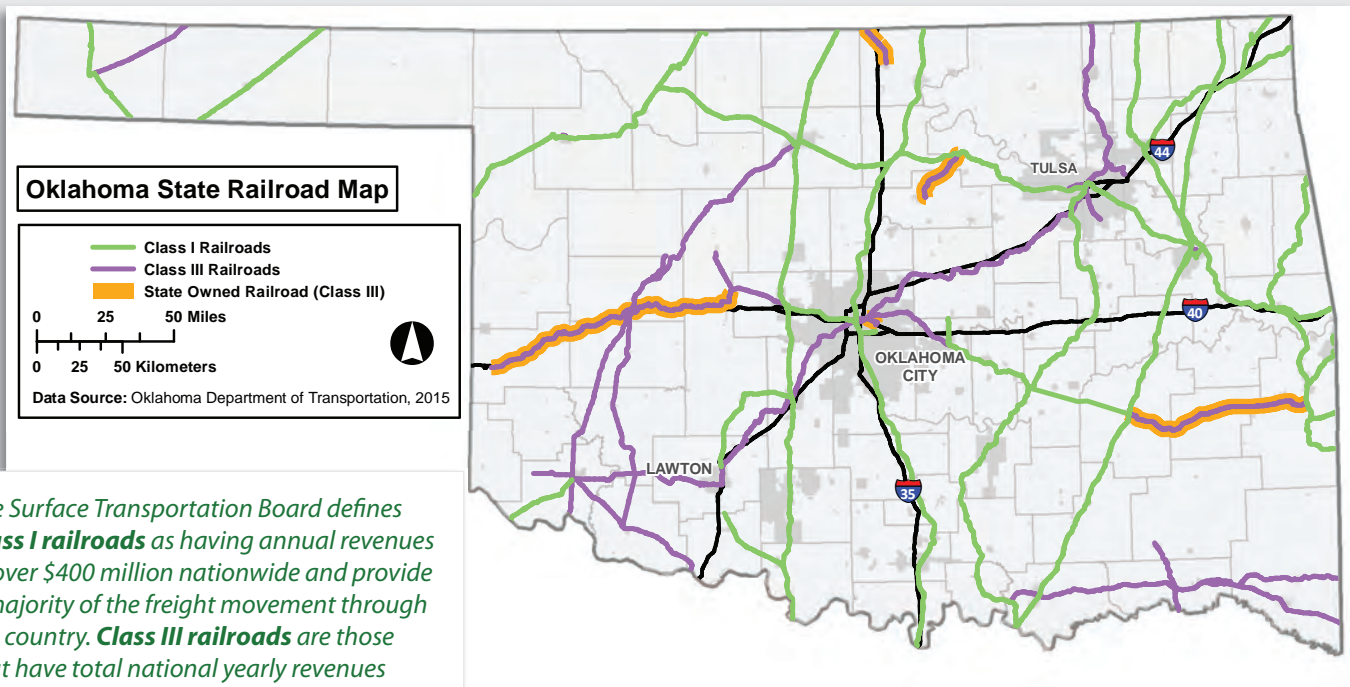 Oklahoma State Railroad Map
Class I Railroads
Class III Railroads
State Owned Railroad (Class III)
0 25 50 Miles
0 25 50 Kilometers
Data Source: Oklahoma Department of Transportation, 2015
TULSA
44
40
OKLAHOMA
CITY
LAWTON
35
Surface Transportation Board defines
railroads as having annual revenues
over $400 million nationwide and provide
of the freight movement through
country. Class III railroads are those
have total national yearly revenues